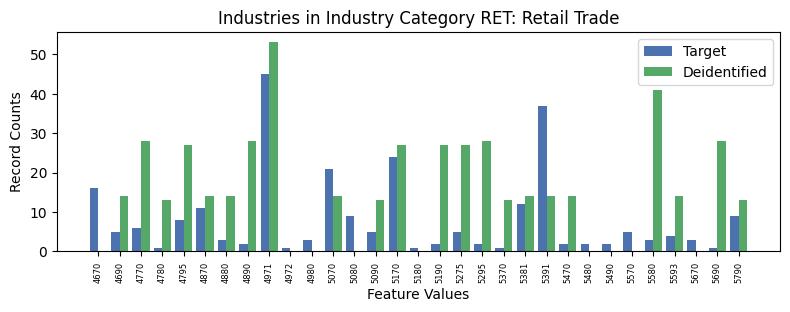 Industries in Industry Category RET: Retail Trade
Target
Deidentified
Record Counts
50
40
30
20
10
0
4670 4690 4770 4780 4795 4870 4880 4890 4971 4972 4980 5070 5080 5090 5170 5180 5190 5275 5295 5370 5381 5391 5470 5480 5490 5570 5580 5593 5670 5690 5790
Feature Values